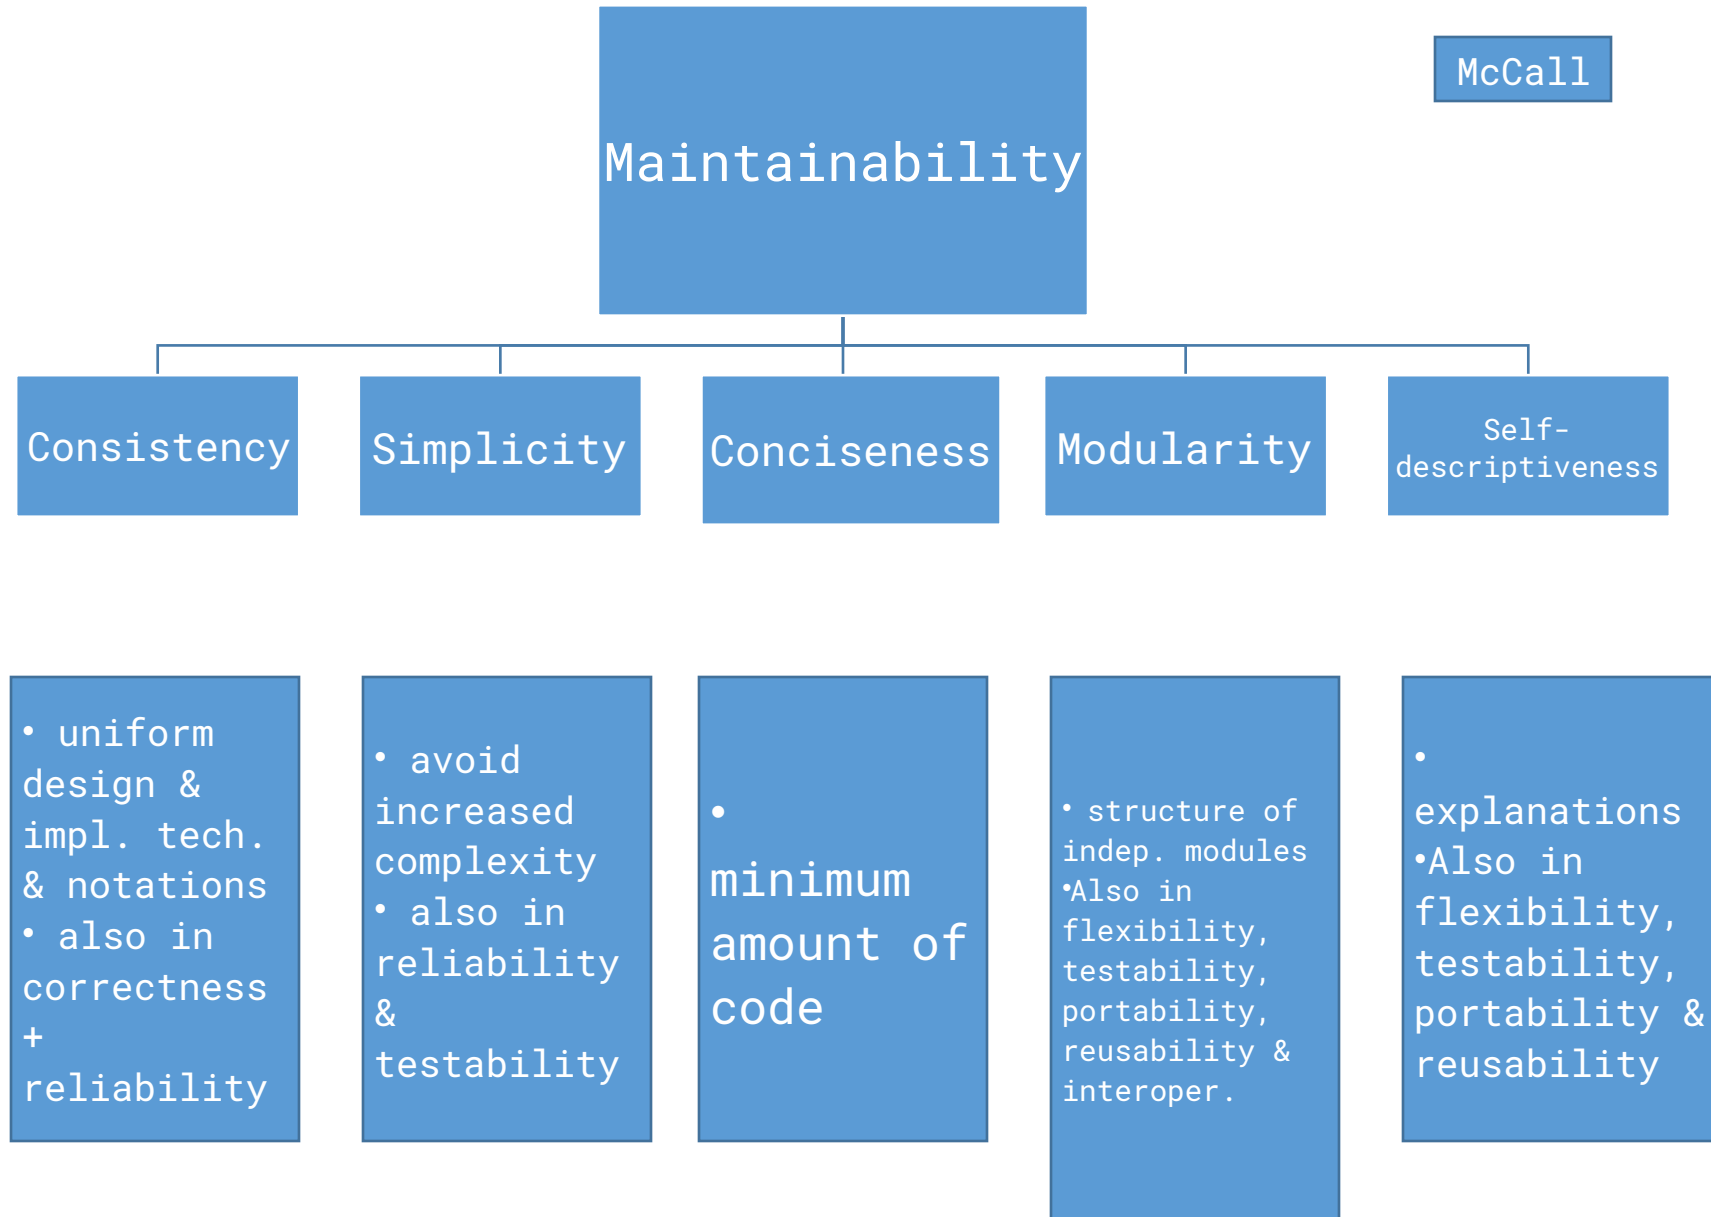 Maintainability
McCall
Consistency
Simplicity
Conciseness
Modularity
Self-
descriptiveness
• uniform
design &
impl. tech.
& notations
• also in
correctness
+
reliability
• avoid
increased
complexity
• also in
reliability
&
testability
•
minimum
amount of
code
• structure of
indep. modules
•Also in
flexibility,
testability,
portability,
reusability &
interoper.
•
explanations
•Also in
flexibility,
testability,
portability &
reusability